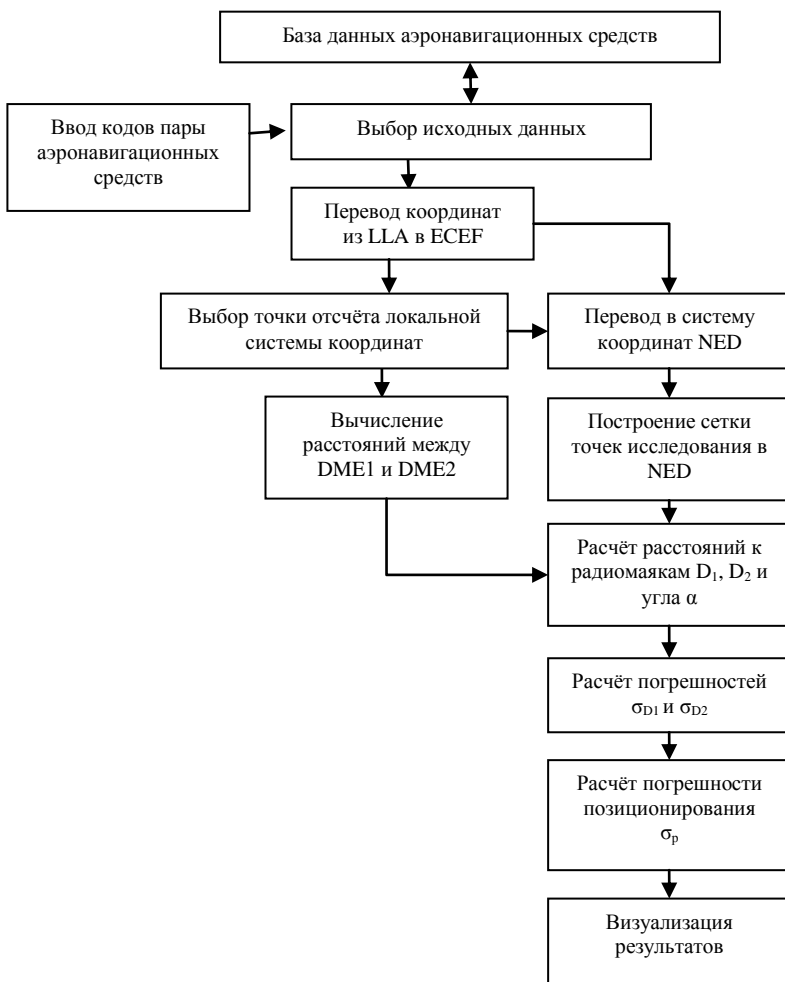 База данных аэронавигационных средств
Ввод кодов пары
аэронавигационных
средств
Выбор исходных данных
Перевод координат
из LLA в ECEF
Выбор точки отсчёта локальной
системы координат
Перевод в систему
координат NED
Вычисление
расстояний между
DME1 и DME2
Построение сетки
точек исследования в
NED
Расчёт расстояний к
радиомаякам D₁, D₂ и
угла α
Расчёт погрешностей
σ_D1 и σ_D2
Расчёт погрешности
позиционирования
σₚ
Визуализация
результатов